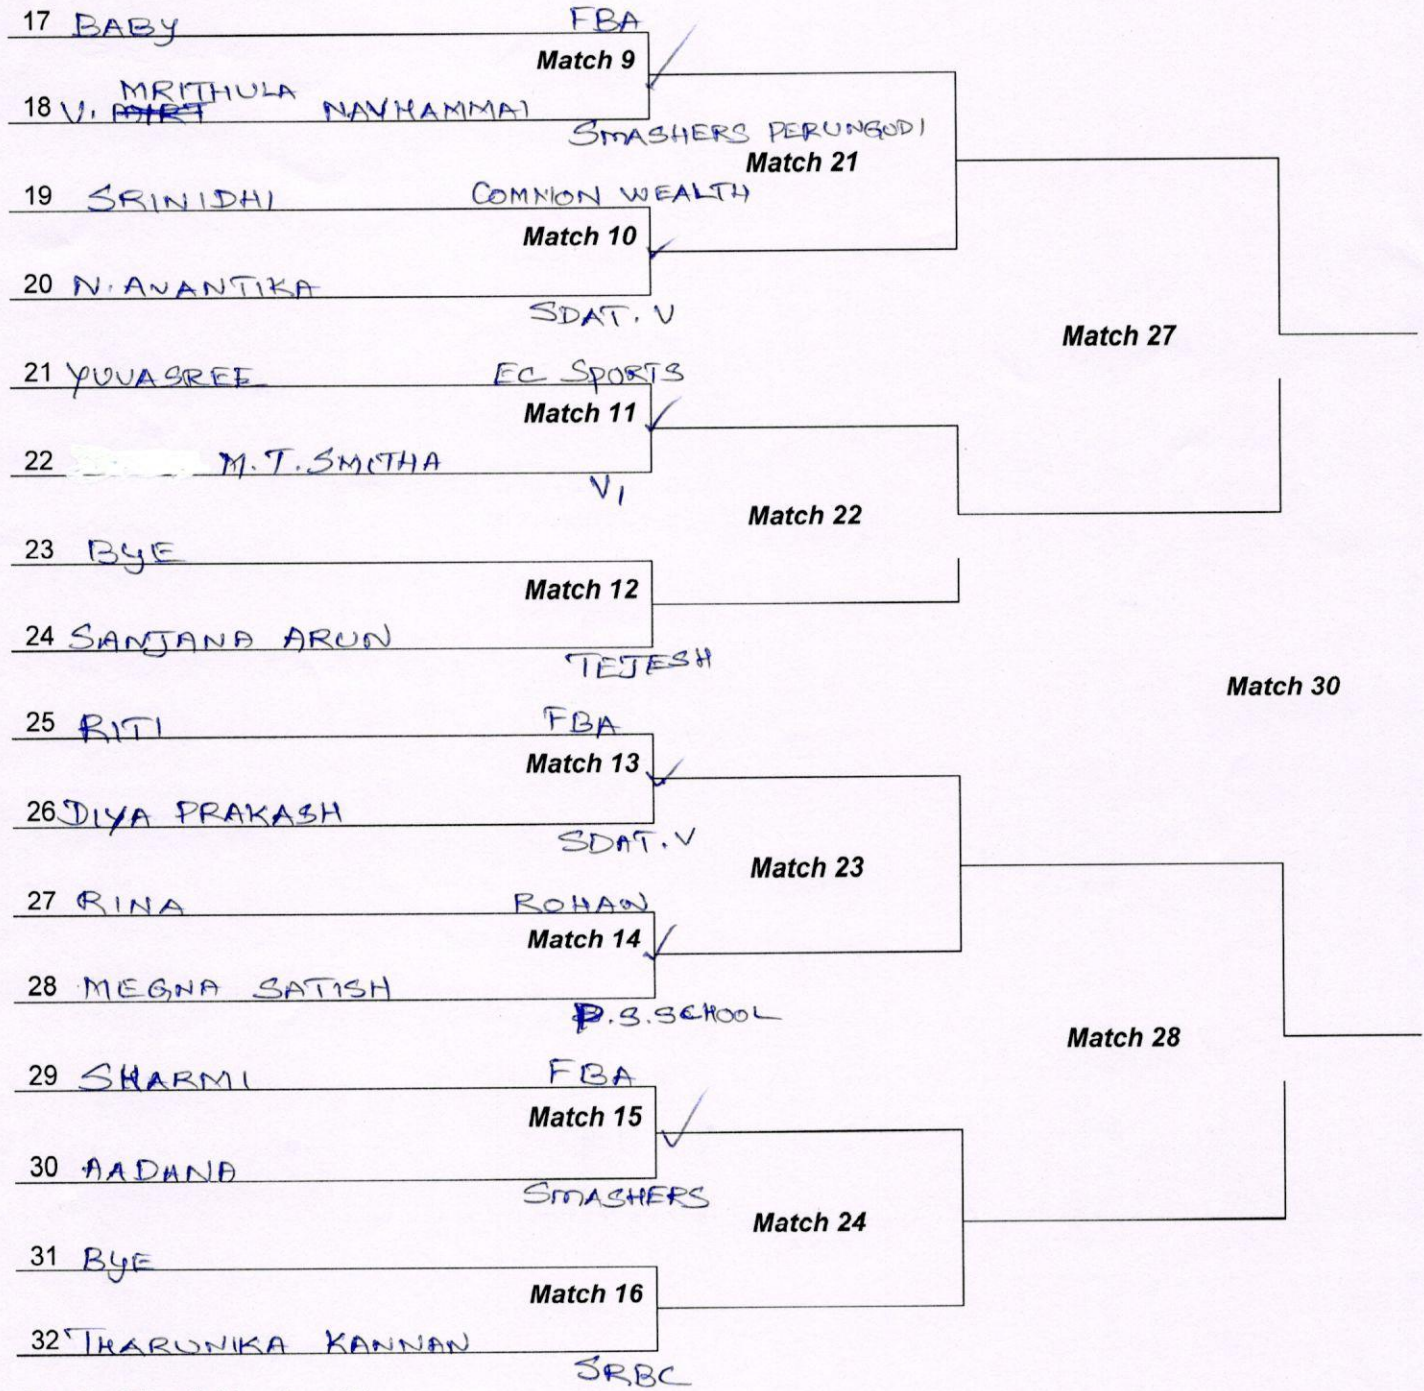 17 BABY FBA
Match 9
MRITHULA
18 V. NAVHAMMAI
SMASHERS PERUNGUDI
Match 21
19 SRINIDHI COMMON WEALTH
Match 10
20 N. AVANTIKA
SDAT. V
Match 27
21 YUVASREE EC SPORTS
Match 11
22 M.T. SMITHA
V1
Match 22
23 BYE
Match 12
24 SANJANA ARUN
TEJESH
Match 30
25 RITI FBA
Match 13
26 DIYA PRAKASH
SDAT. V
Match 23
27 RINA ROHAN
Match 14
28 MEGNA SATISH
P.S. SCHOOL
Match 28
29 SHARMI FBA
Match 15
30 AADHNA
SMASHERS
Match 24
31 BYE
Match 16
32 THARUNIKA KANNAN
SRBC